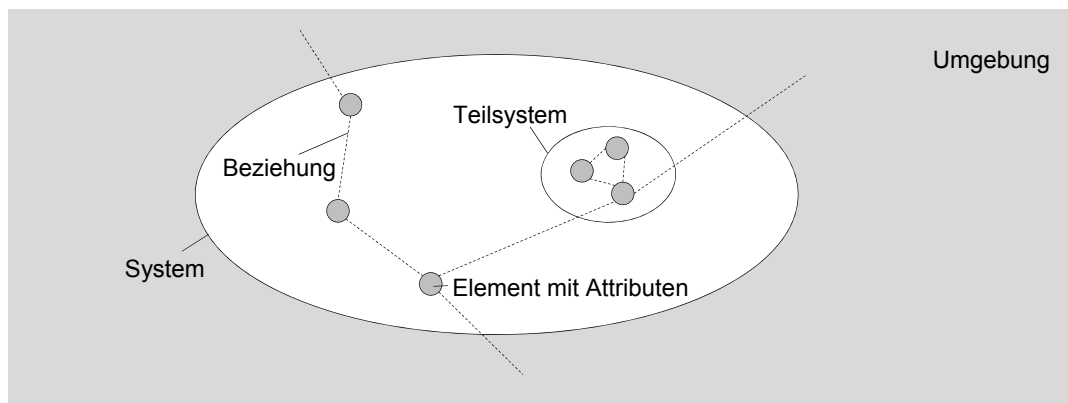 Umgebung
Teilsystem
Beziehung
System
Element mit Attributen